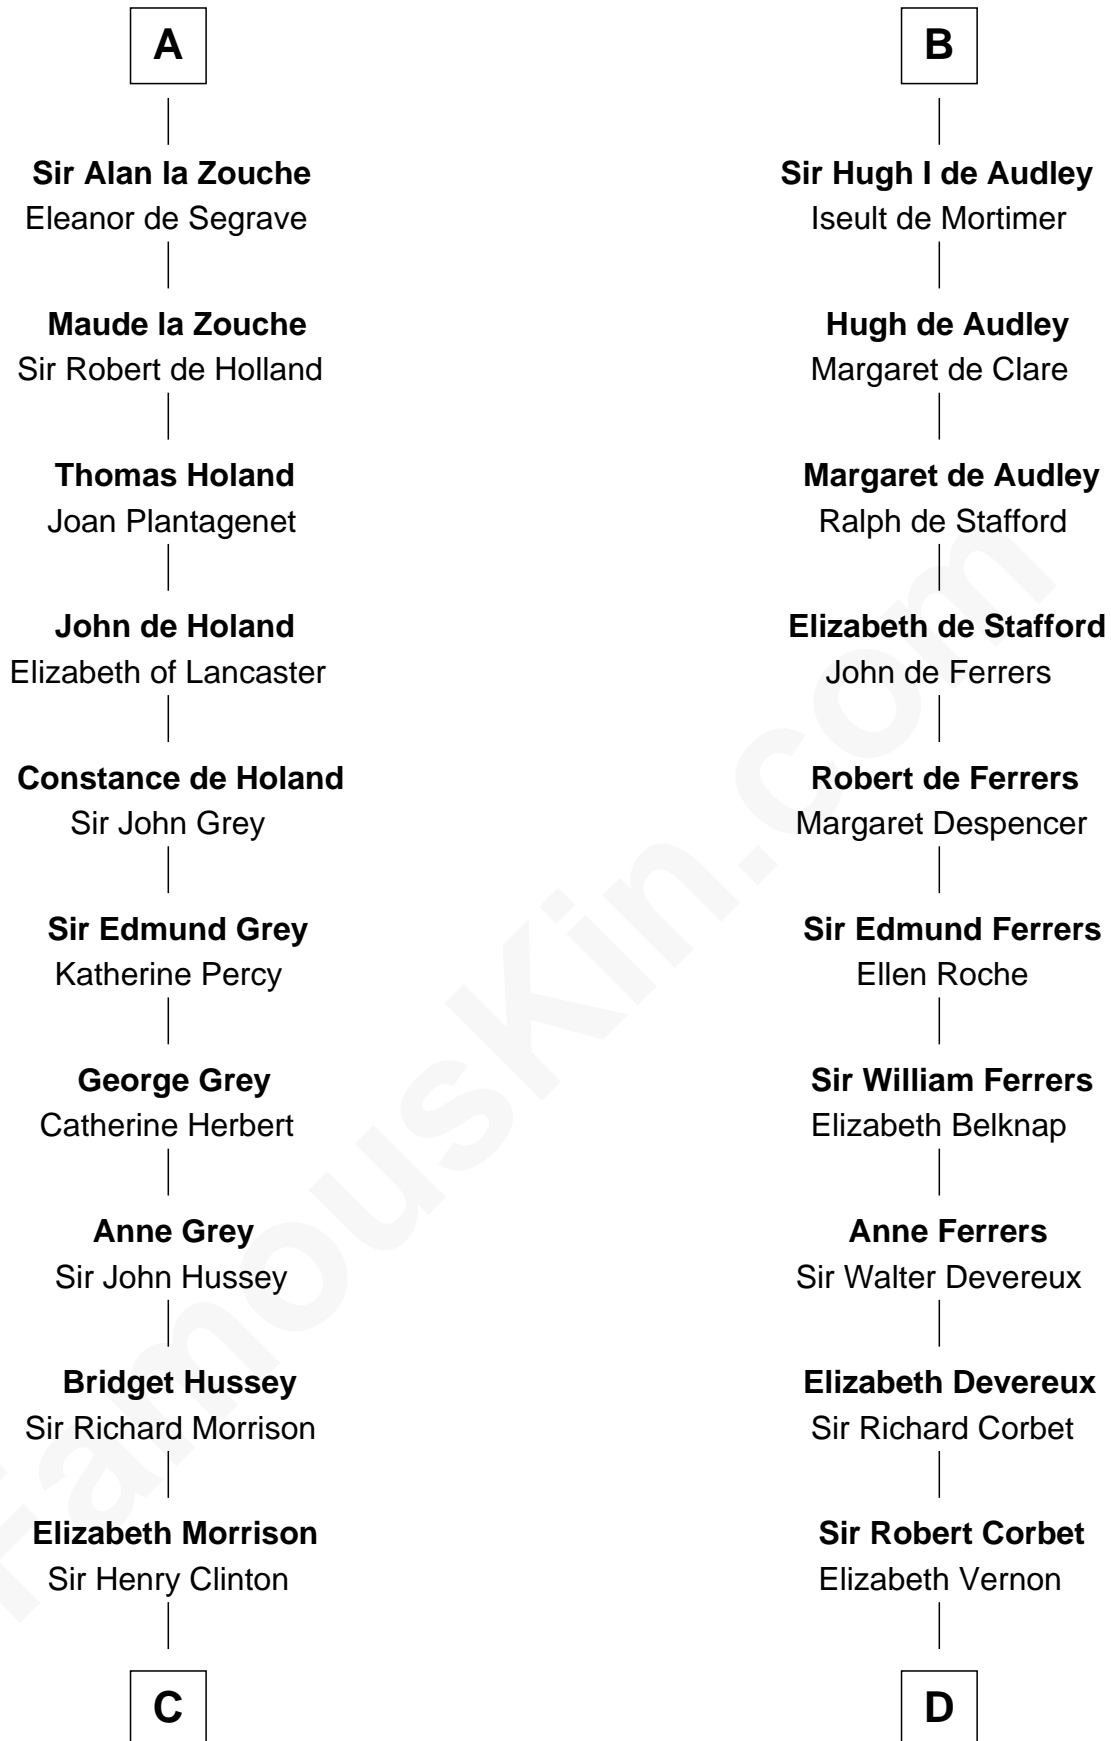 A
Sir Alan la Zouche
Eleanor de Segrave
Maude la Zouche
Sir Robert de Holland
Thomas Holand
Joan Plantagenet
John de Holand
Elizabeth of Lancaster
Constance de Holand
Sir John Grey
Sir Edmund Grey
Katherine Percy
George Grey
Catherine Herbert
Anne Grey
Sir John Hussey
Bridget Hussey
Sir Richard Morrison
Elizabeth Morrison
Sir Henry Clinton
C
B
Sir Hugh I de Audley
Iseult de Mortimer
Hugh de Audley
Margaret de Clare
Margaret de Audley
Ralph de Stafford
Elizabeth de Stafford
John de Ferrers
Robert de Ferrers
Margaret Despencer
Sir Edmund Ferrers
Ellen Roche
Sir William Ferrers
Elizabeth Belknap
Anne Ferrers
Sir Walter Devereux
Elizabeth Devereux
Sir Richard Corbet
Sir Robert Corbet
Elizabeth Vernon
D
FamousKin.com